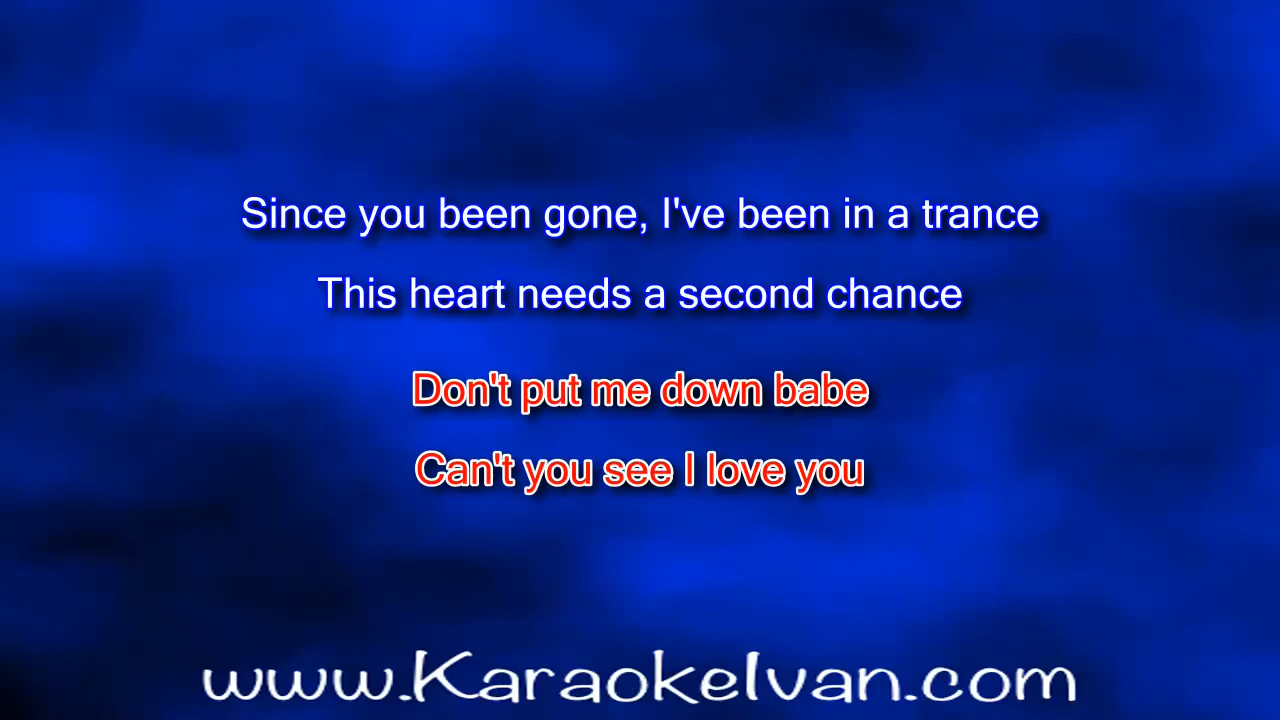 Since you been gone, I've been in a trance
This heart needs a second chance
Don't put me down babe
Can't you see I love you
www.KaraokeIvan.com